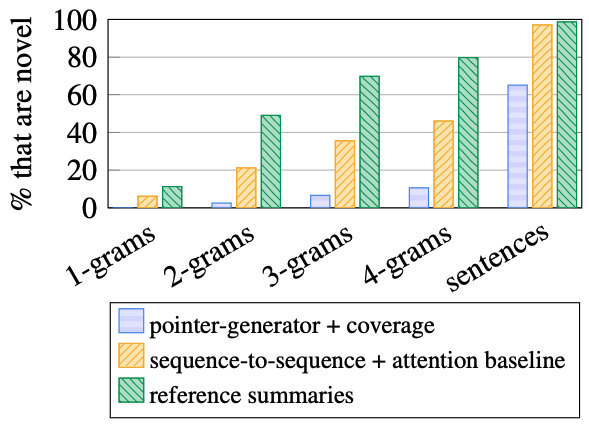 % that are novel
100
80
60
40
20
0
1-grams
2-grams
3-grams
4-grams
sentences
pointer-generator + coverage
sequence-to-sequence + attention baseline
reference summaries